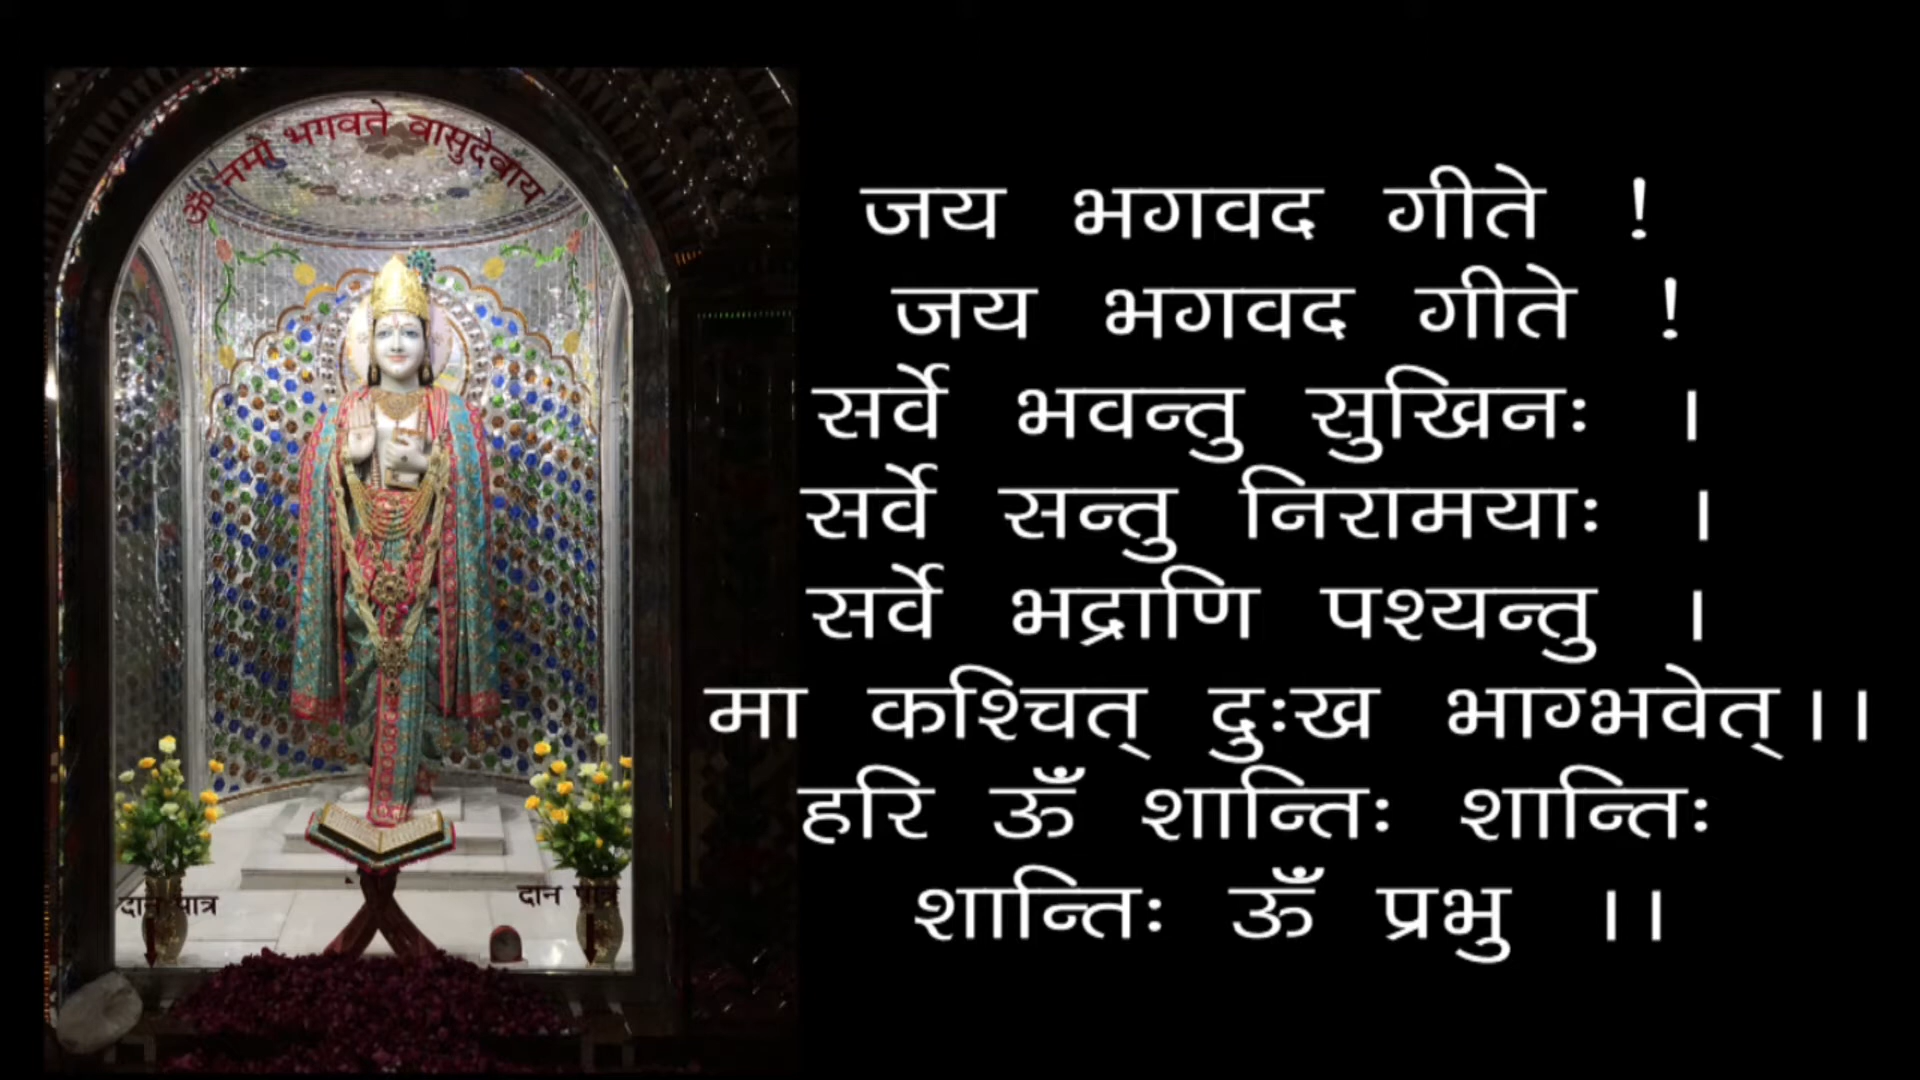 ॐ नमो भगवते वासुदेवाय
दान पात्र
दान पात्र
जय भगवद गीते !
जय भगवद गीते !
सर्वे भवन्तु सुखिनः ।
सर्वे सन्तु निरामयाः ।
सर्वे भद्राणि पश्यन्तु ।
मा कश्चित् दुःख भाग्भवेत्।।
हरि ऊँ शान्तिः शान्तिः
शान्तिः ऊँ प्रभु ।।